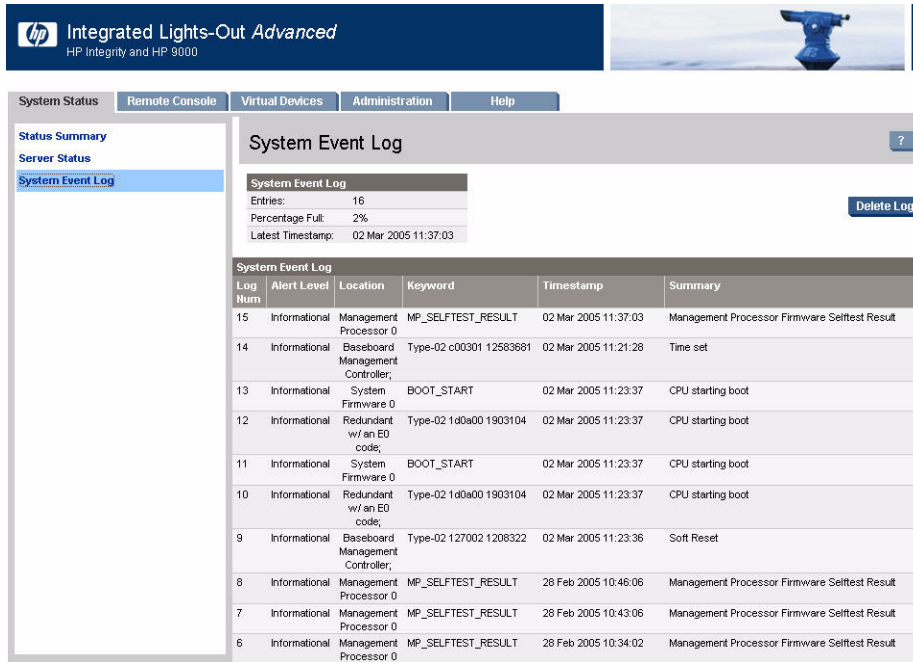 hp
Integrated Lights-Out Advanced
HP Integrity and HP 9000
System Status
Remote Console
Virtual Devices
Administration
Help
Status Summary
Server Status
System Event Log
System Event Log
?
System Event Log
Entries: 16
Percentage Full: 2%
Latest Timestamp: 02 Mar 2005 11:37:03
Delete Log
System Event Log
Log Num Alert Level Location Keyword Timestamp Summary
15 Informational Management Processor 0 MP_SELFTEST_RESULT 02 Mar 2005 11:37:03 Management Processor Firmware Selftest Result
14 Informational Baseboard Management Controller; Type-02 c00301 12583681 02 Mar 2005 11:21:28 Time set
13 Informational System Firmware 0 BOOT_START 02 Mar 2005 11:23:37 CPU starting boot
12 Informational Redundant w/ an E0 code; Type-02 1d0a00 1903104 02 Mar 2005 11:23:37 CPU starting boot
11 Informational System Firmware 0 BOOT_START 02 Mar 2005 11:23:37 CPU starting boot
10 Informational Redundant w/ an E0 code; Type-02 1d0a00 1903104 02 Mar 2005 11:23:37 CPU starting boot
9 Informational Baseboard Management Controller; Type-02 127002 1208322 02 Mar 2005 11:23:36 Soft Reset
8 Informational Management Processor 0 MP_SELFTEST_RESULT 28 Feb 2005 10:46:06 Management Processor Firmware Selftest Result
7 Informational Management Processor 0 MP_SELFTEST_RESULT 28 Feb 2005 10:43:06 Management Processor Firmware Selftest Result
6 Informational Management Processor 0 MP_SELFTEST_RESULT 28 Feb 2005 10:34:02 Management Processor Firmware Selftest Result